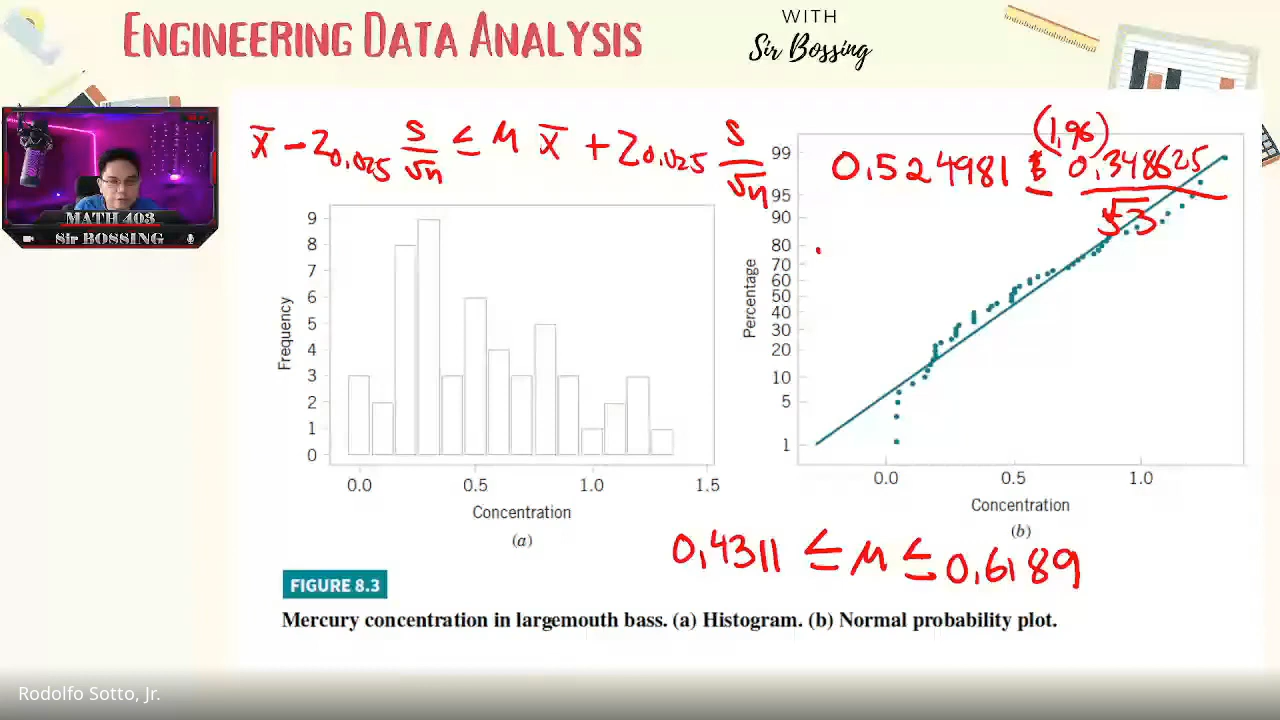 ENGINEERING DATA ANALYSIS
WITH
Sir Bossing
MATH 403
Sir BOSSING
x̄ - Z0.025 s/√n ≤ μ x̄ + Z0.025 s/√n
(1.96)
0.524981 ± 0.348625/√53
9
8
7
6
5
4
3
2
1
0
Frequency
0.0 0.5 1.0 1.5
Concentration
(a)
99
95
90
80
70
60
50
40
30
20
10
5
1
Percentage
0.0 0.5 1.0
Concentration
(b)
0.4311 ≤ μ ≤ 0.6189
FIGURE 8.3
Mercury concentration in largemouth bass. (a) Histogram. (b) Normal probability plot.
Rodolfo Sotto, Jr.